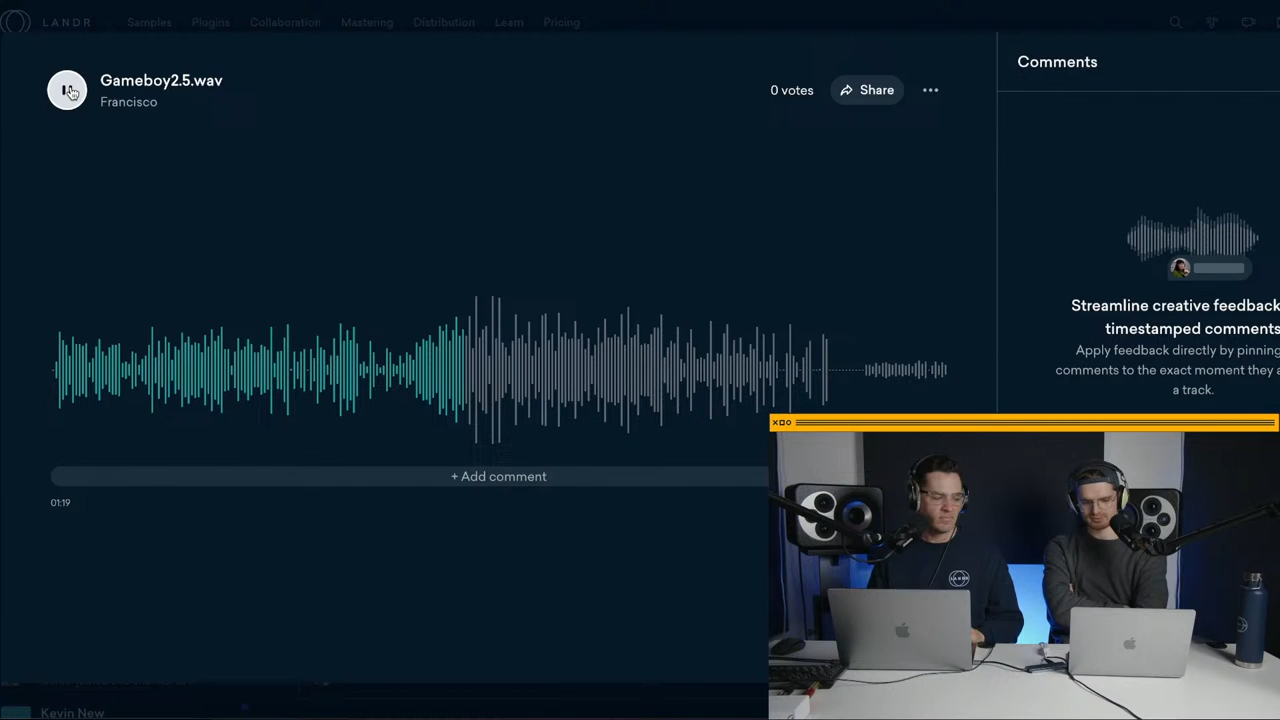 LANDR Samples Plugins Collaboration Mastering Distribution Learn Pricing
Gameboy2.5.wav
Francisco
0 votes
Share
Comments
Streamline creative feedback
timestamped comments
Apply feedback directly by pinning
comments to the exact moment they a
a track.
+ Add comment
01:19
LANDR
Kevin New